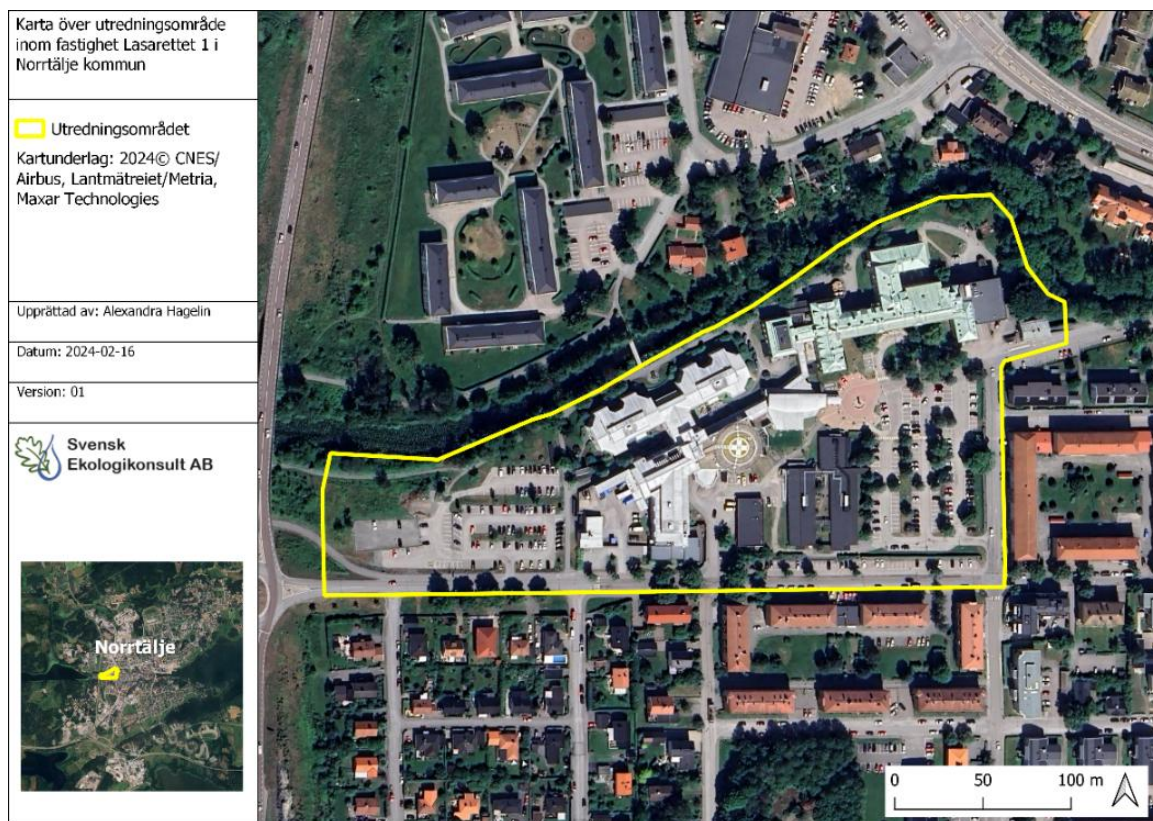 Karta över utredningsområde
inom fastighet Lasarettet 1 i
Norrtälje kommun
Utredningsområdet
Kartunderlag: 2024© CNES/
Airbus, Lantmätreiet/Metria,
Maxar Technologies
Upprättad av: Alexandra Hagelin
Datum: 2024-02-16
Version: 01
Svensk
Ekologikonsult AB
Norrtälje
0 50 100 m